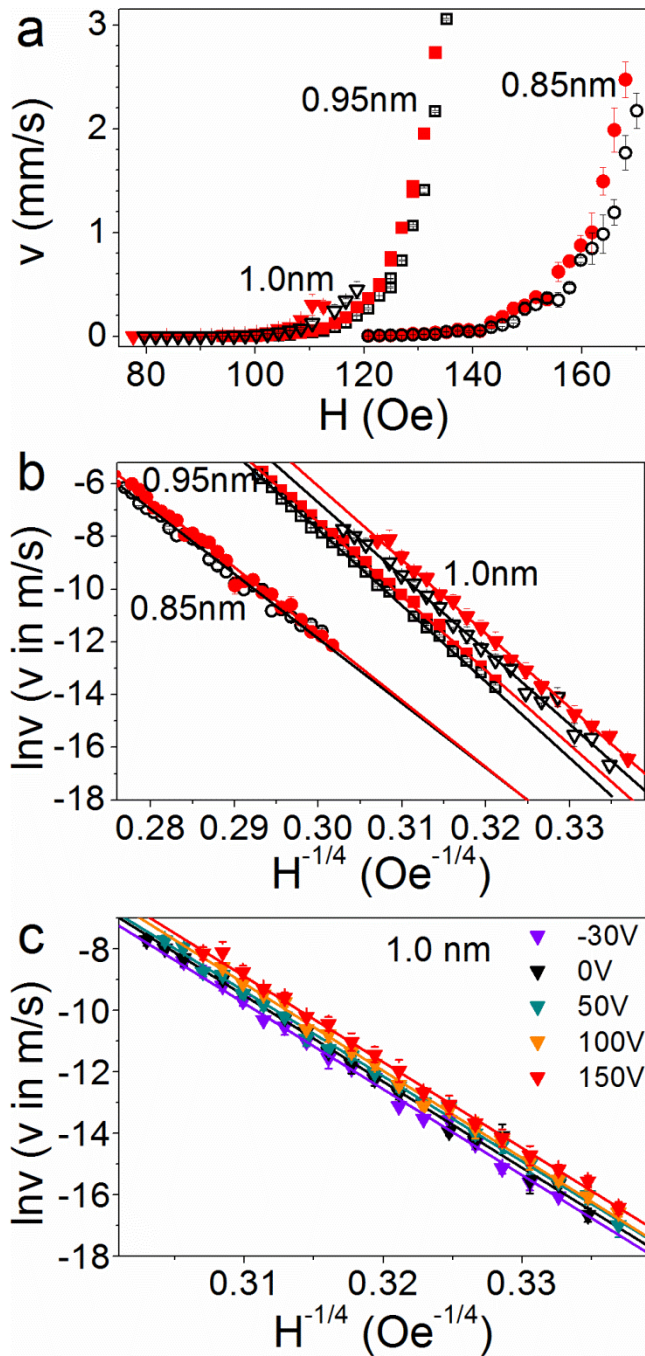 a
3
2
1
0
v (mm/s)
0.95nm
0.85nm
1.0nm
80 100 120 140 160
H (Oe)
b
-6
-8
-10
-12
-14
-16
-18
lnv (v in m/s)
0.95nm
0.85nm
1.0nm
0.28 0.29 0.30 0.31 0.32 0.33
H^-1/4 (Oe^-1/4)
c
-8
-10
-12
-14
-16
-18
lnv (v in m/s)
1.0 nm
-30V
0V
50V
100V
150V
0.31 0.32 0.33
H^-1/4 (Oe^-1/4)